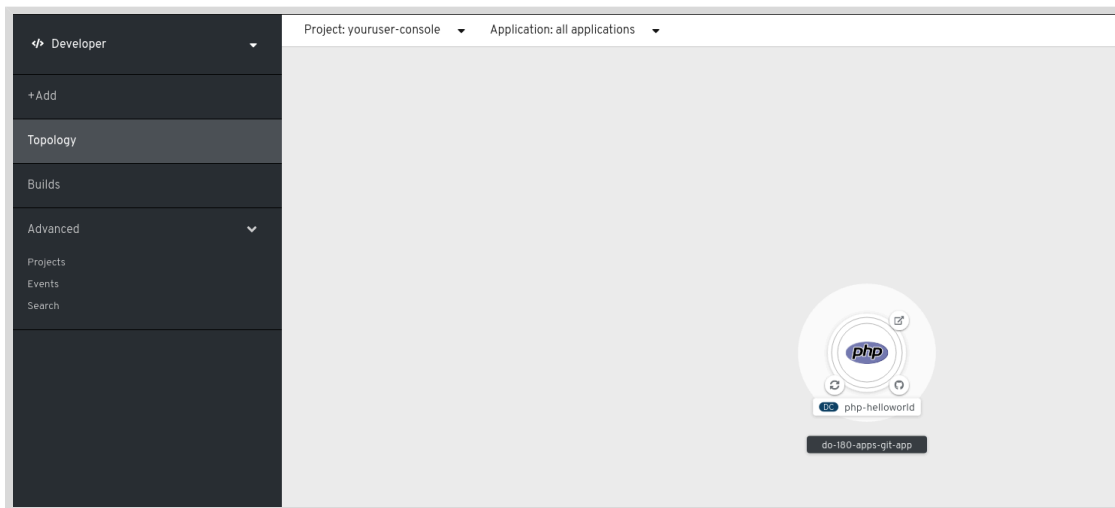 Project: youruser-console Application: all applications
</> Developer
+Add
Topology
Builds
Advanced
Projects
Events
Search
php
DC php-helloworld
do-180-apps-git-app